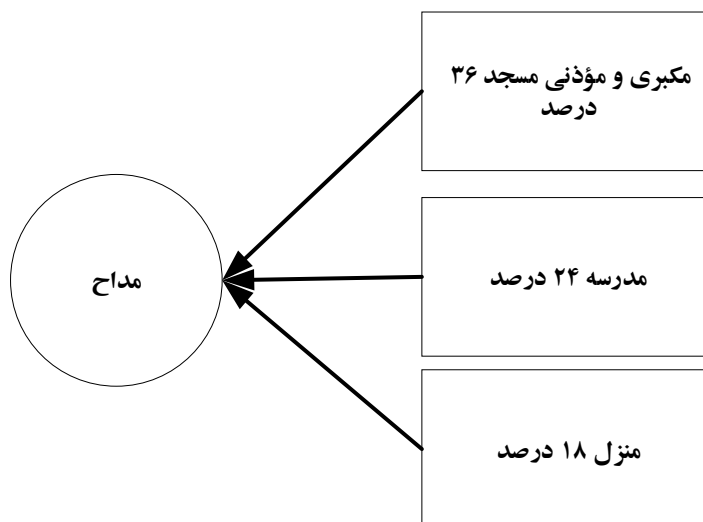 مکبری و مؤذنی مسجد ۳۶
درصد
مداح
مدرسه ۲۴ درصد
منزل ۱۸ درصد